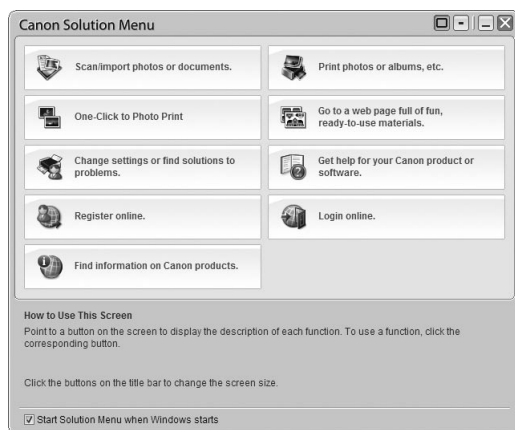 Canon Solution Menu
Scan/import photos or documents.
Print photos or albums, etc.
One-Click to Photo Print
Go to a web page full of fun,
ready-to-use materials.
Change settings or find solutions to
problems.
Get help for your Canon product or
software.
Register online.
Login online.
Find information on Canon products.
How to Use This Screen
Point to a button on the screen to display the description of each function. To use a function, click the
corresponding button.
Click the buttons on the title bar to change the screen size.
Start Solution Menu when Windows starts